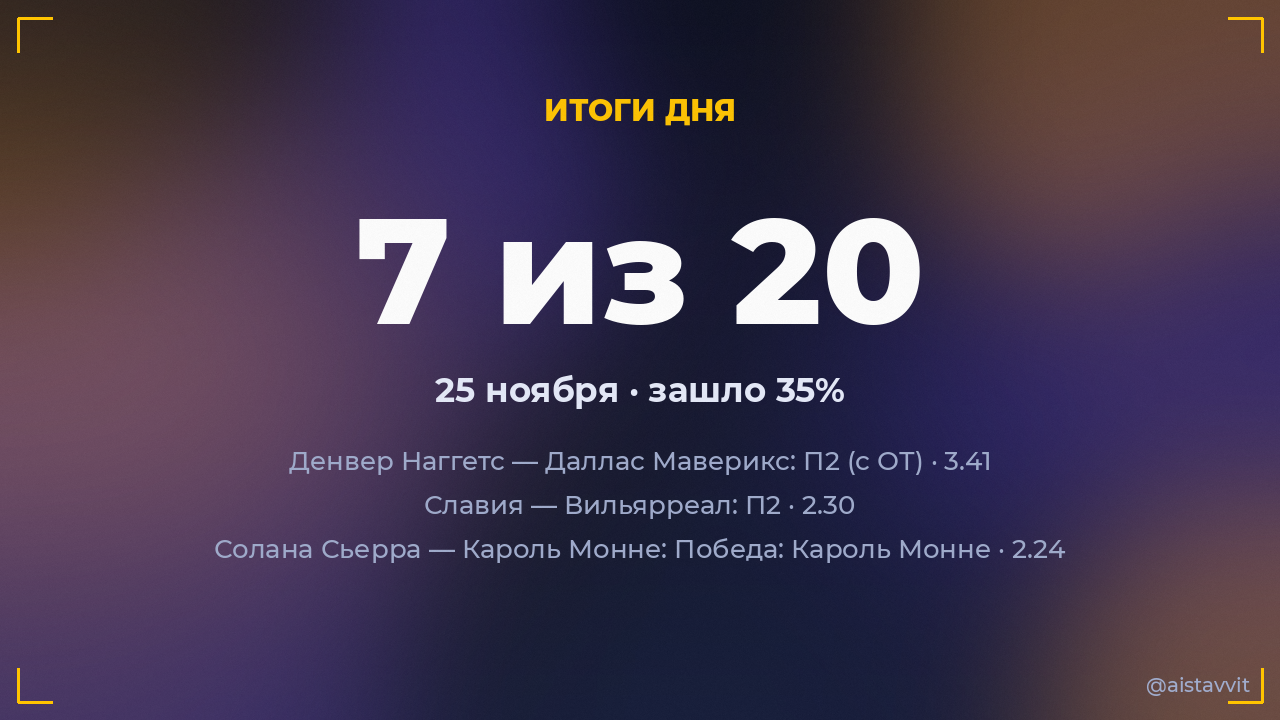 ИТОГИ ДНЯ
7 из 20
25 ноября · зашло 35%
Денвер Наггетс — Даллас Маверикс: П2 (с ОТ) · 3.41
Славия — Вильярреал: П2 · 2.30
Солана Сьерра — Кароль Монне: Победа: Кароль Монне · 2.24
@aistavvit